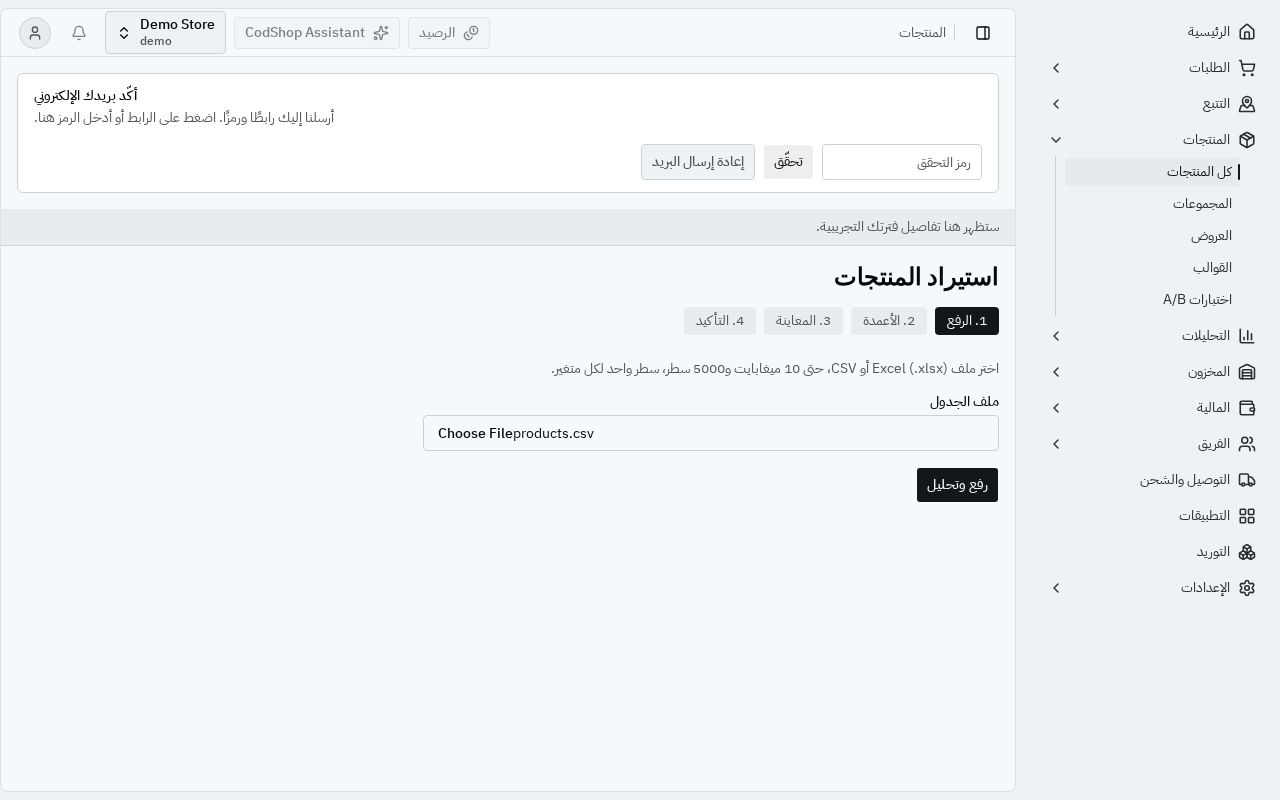 الرئيسية
الطلبات
التتبع
المنتجات
كل المنتجات
المجموعات
العروض
القوالب
اختبارات A/B
التحليلات
المخزون
المالية
الفريق
التوصيل والشحن
التطبيقات
التوريد
الإعدادات
المنتجات
الرصيد
CodShop Assistant
Demo Store
demo
أكّد بريدك الإلكتروني
أرسلنا إليك رابطًا ورمزًا. اضغط على الرابط أو أدخل الرمز هنا.
رمز التحقق
تحقّق
إعادة إرسال البريد
ستظهر هنا تفاصيل فترتك التجريبية.
استيراد المنتجات
1. الرفع
2. الأعمدة
3. المعاينة
4. التأكيد
اختر ملف Excel (.xlsx) أو CSV، حتى 10 ميغابايت و5000 سطر، سطر واحد لكل متغير.
ملف الجدول
Choose File products.csv
رفع وتحليل